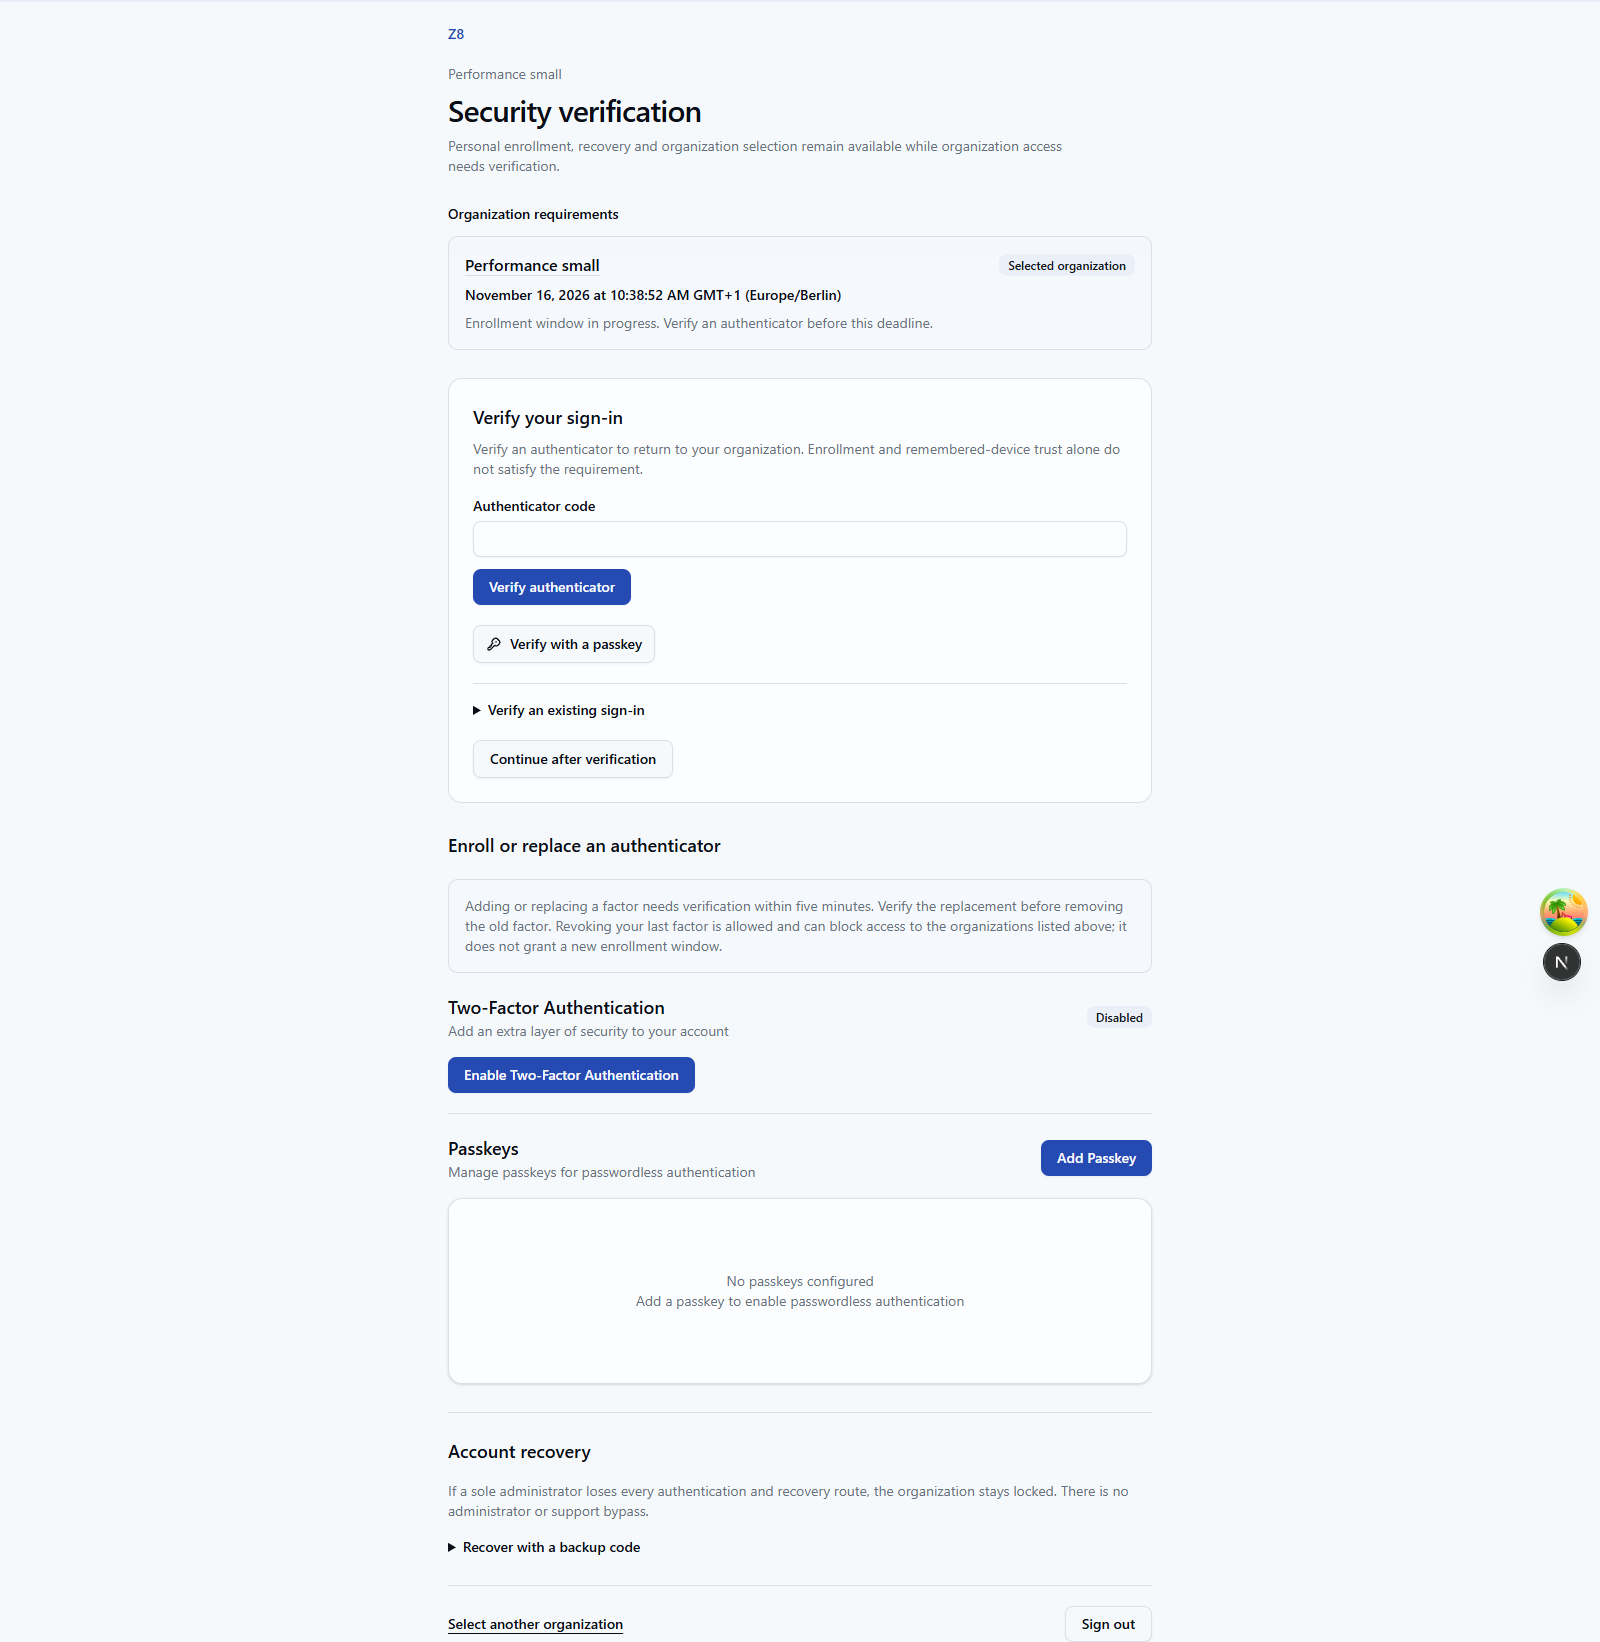 Z8
Performance small
Security verification
Personal enrollment, recovery and organization selection remain available while organization access
needs verification.
Organization requirements
Performance small
Selected organization
November 16, 2026 at 10:38:52 AM GMT+1 (Europe/Berlin)
Enrollment window in progress. Verify an authenticator before this deadline.
Verify your sign-in
Verify an authenticator to return to your organization. Enrollment and remembered-device trust alone do
not satisfy the requirement.
Authenticator code
Verify authenticator
Verify with a passkey
Verify an existing sign-in
Continue after verification
Enroll or replace an authenticator
Adding or replacing a factor needs verification within five minutes. Verify the replacement before removing
the old factor. Revoking your last factor is allowed and can block access to the organizations listed above; it
does not grant a new enrollment window.
Two-Factor Authentication
Disabled
Add an extra layer of security to your account
Enable Two-Factor Authentication
Passkeys
Add Passkey
Manage passkeys for passwordless authentication
No passkeys configured
Add a passkey to enable passwordless authentication
Account recovery
If a sole administrator loses every authentication and recovery route, the organization stays locked. There is no
administrator or support bypass.
Recover with a backup code
Select another organization
Sign out
N